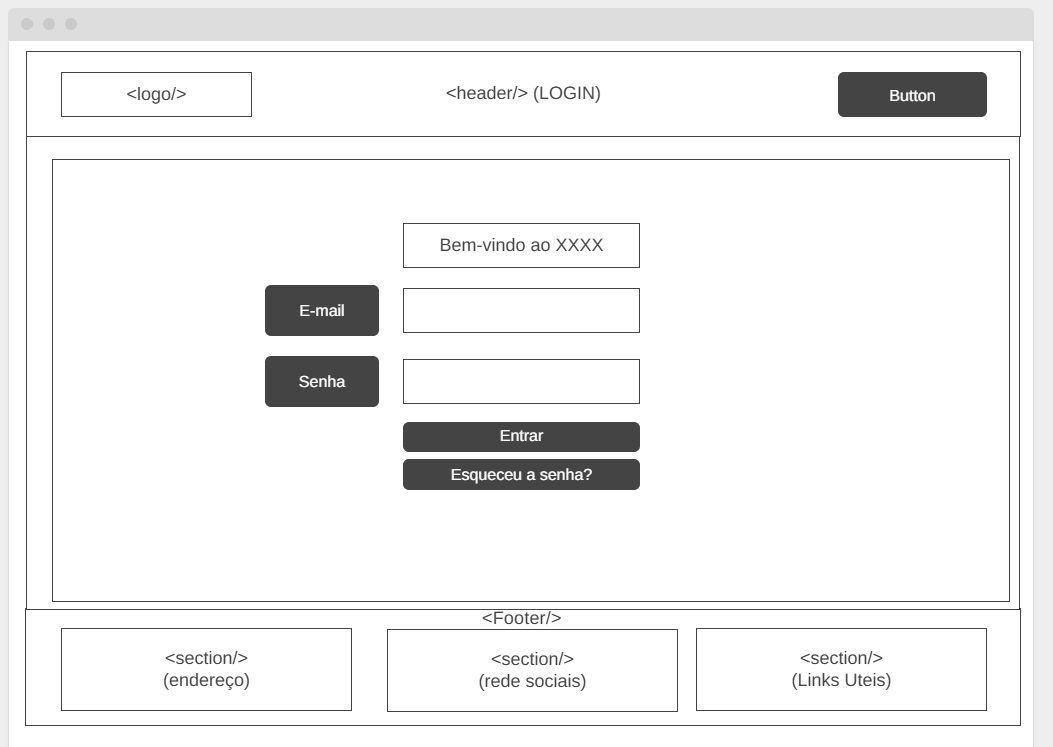 <logo/>
<header/> (LOGIN)
Button
Bem-vindo ao XXXX
E-mail
Senha
Entrar
Esqueceu a senha?
<Footer/>
<section/>
(endereço)
<section/>
(rede sociais)
<section/>
(Links Uteis)